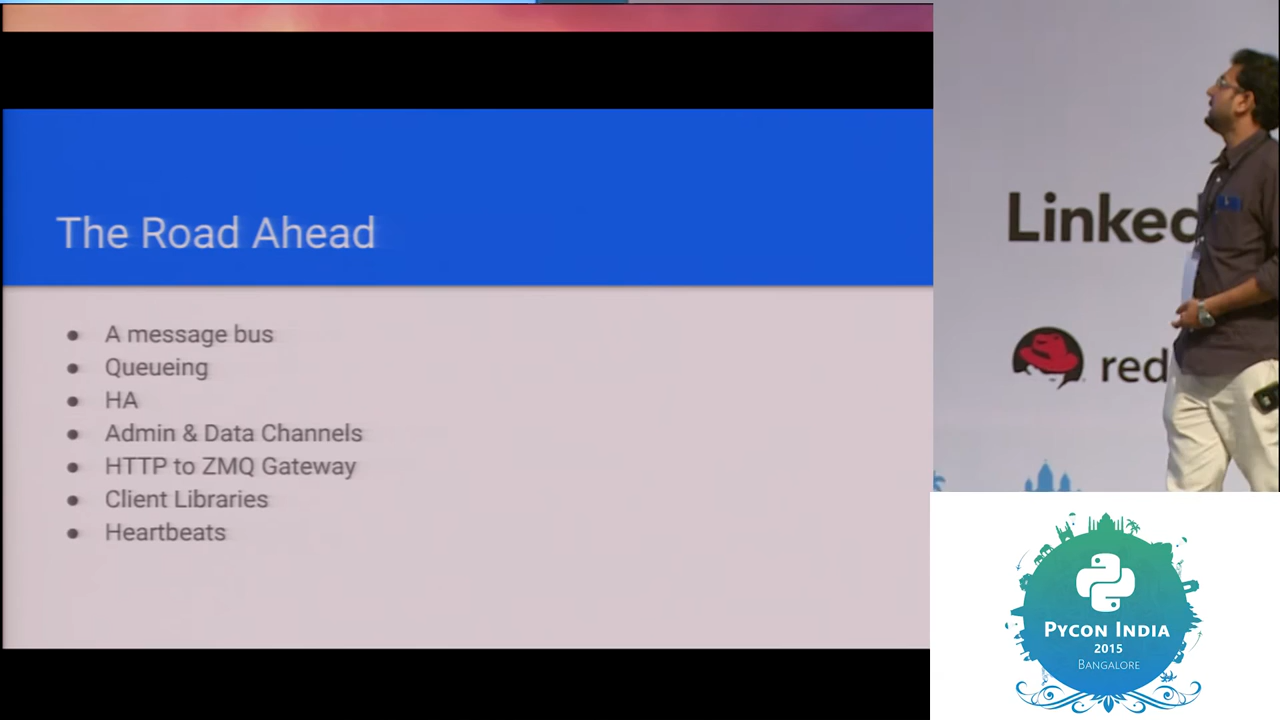 The Road Ahead
● A message bus
● Queueing
● HA
● Admin & Data Channels
● HTTP to ZMQ Gateway
● Client Libraries
● Heartbeats
Linked
red
PYCON INDIA
2015
BANGALORE